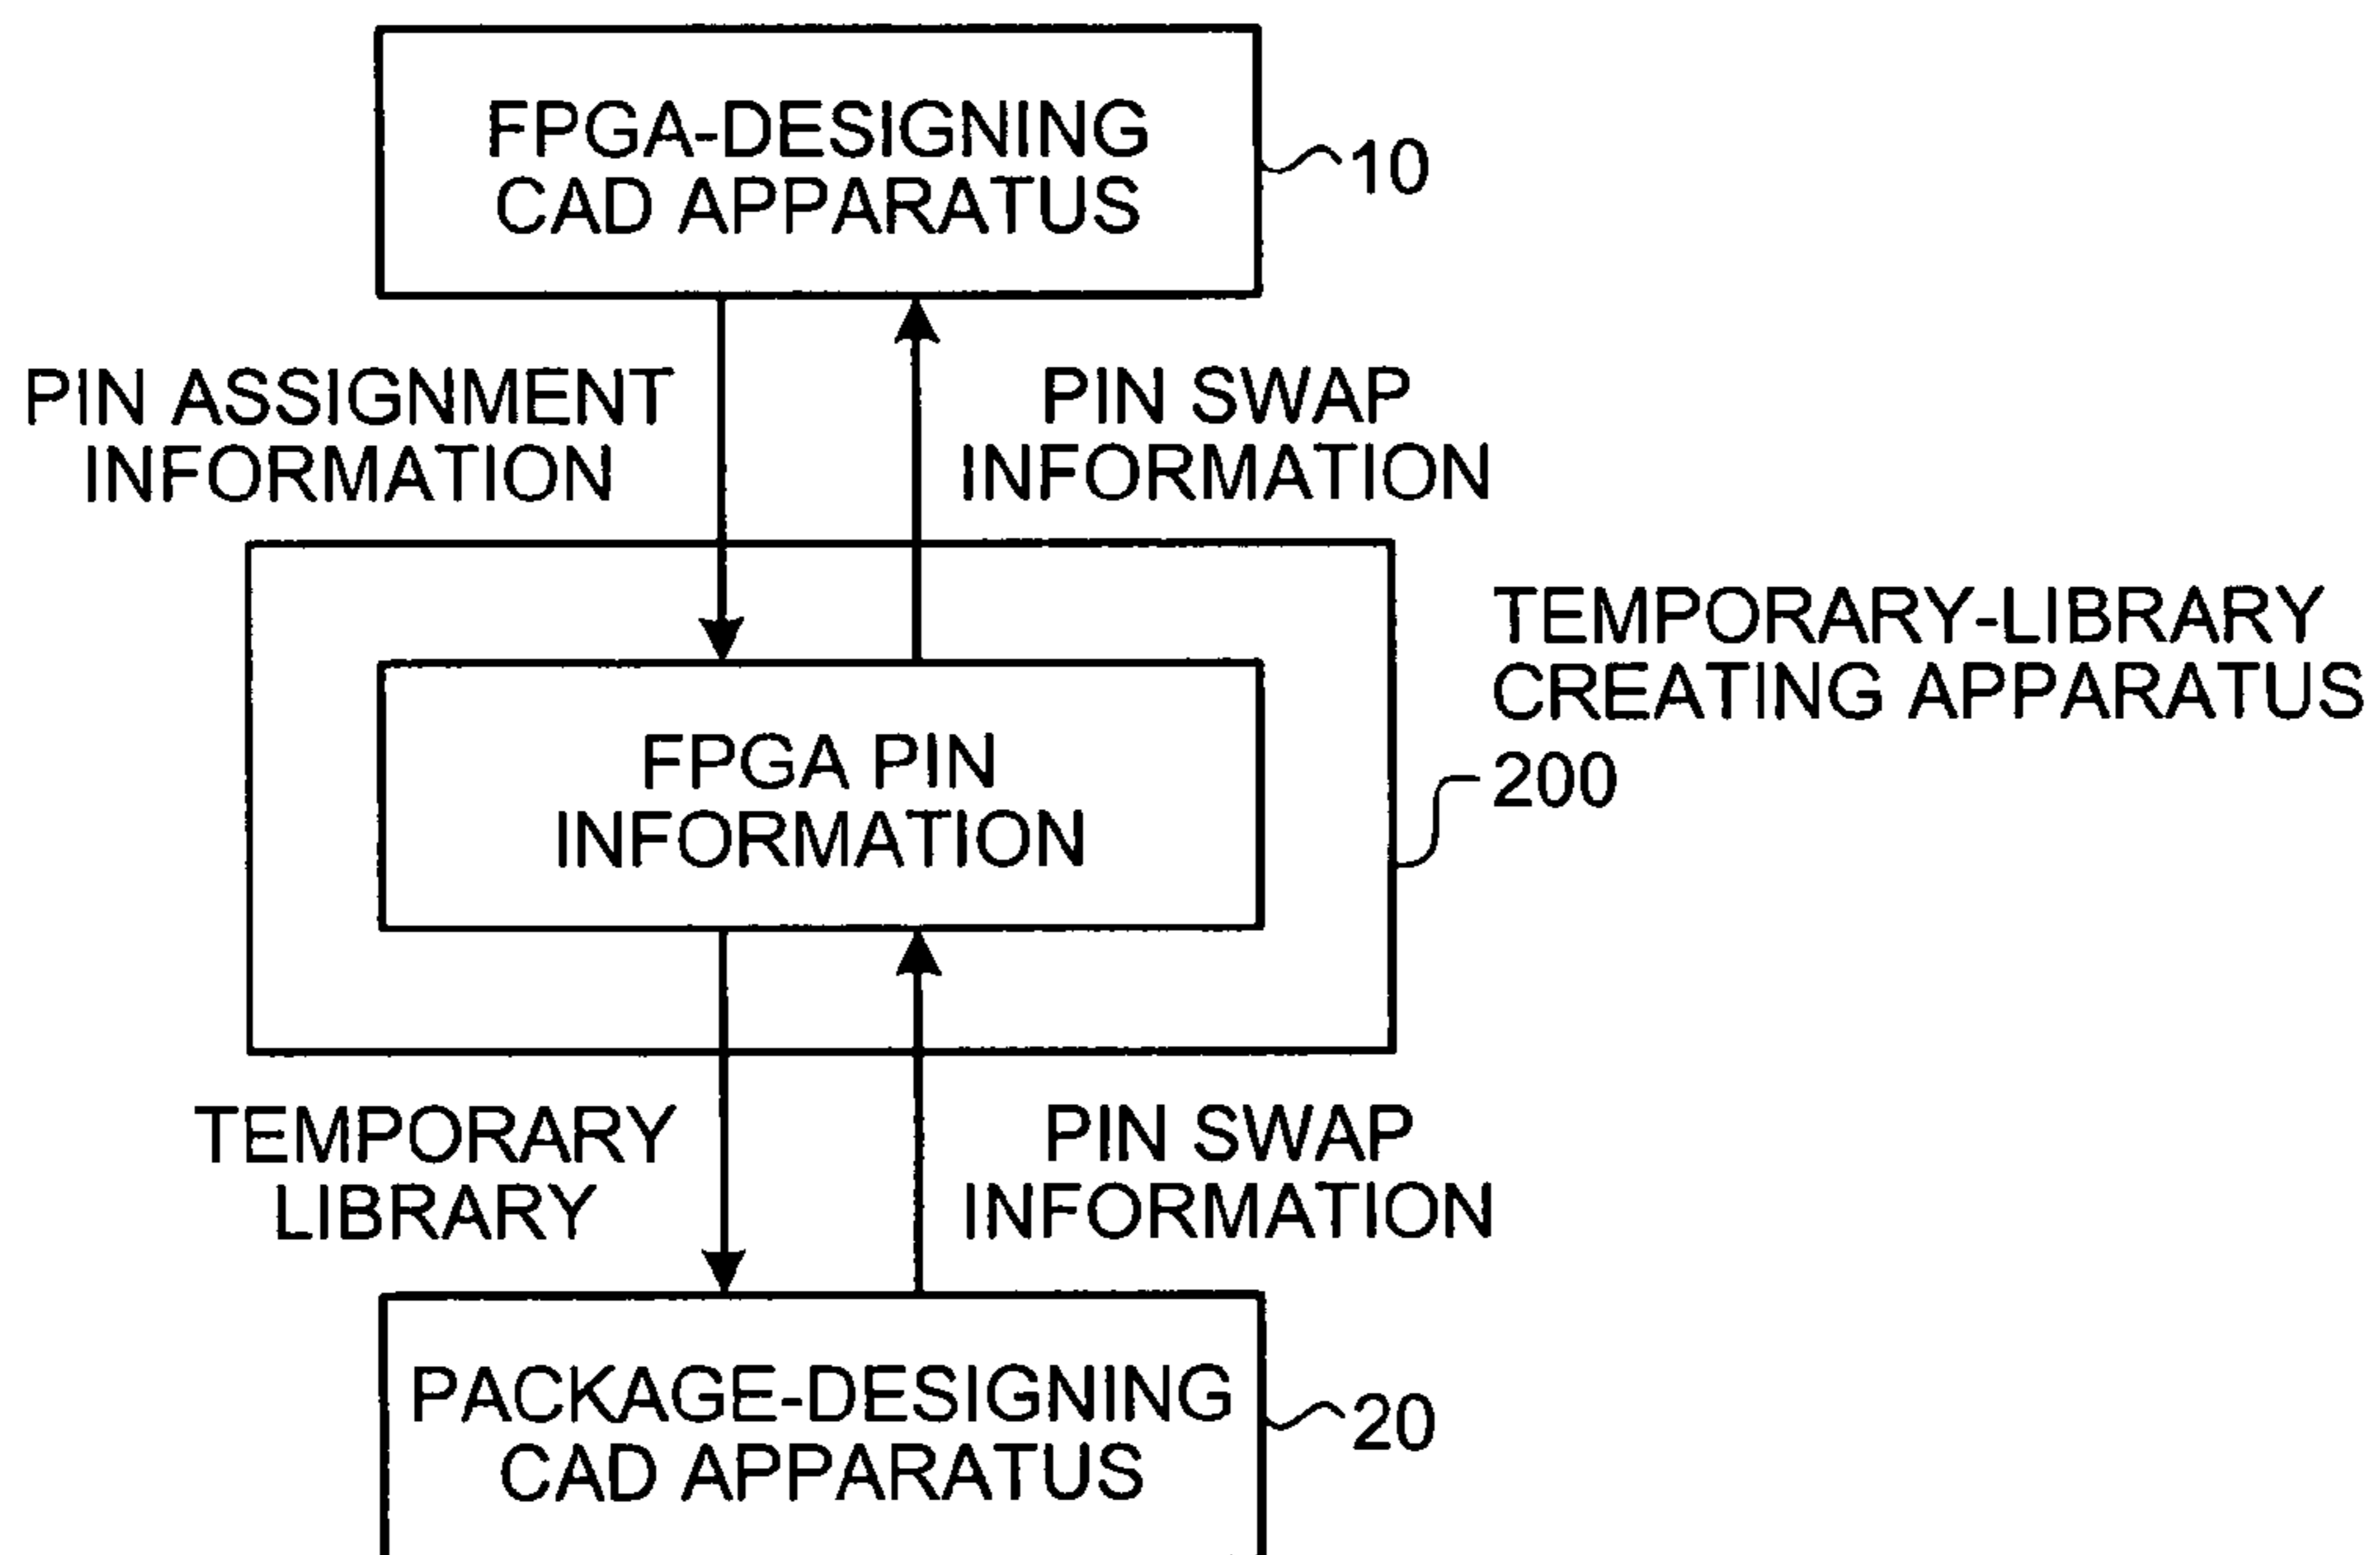 FPGA-DESIGNING
CAD APPARATUS
10
PIN ASSIGNMENT
INFORMATION
PIN SWAP
INFORMATION
TEMPORARY-LIBRARY
CREATING APPARATUS
200
FPGA PIN
INFORMATION
TEMPORARY
LIBRARY
PIN SWAP
INFORMATION
PACKAGE-DESIGNING
CAD APPARATUS
20